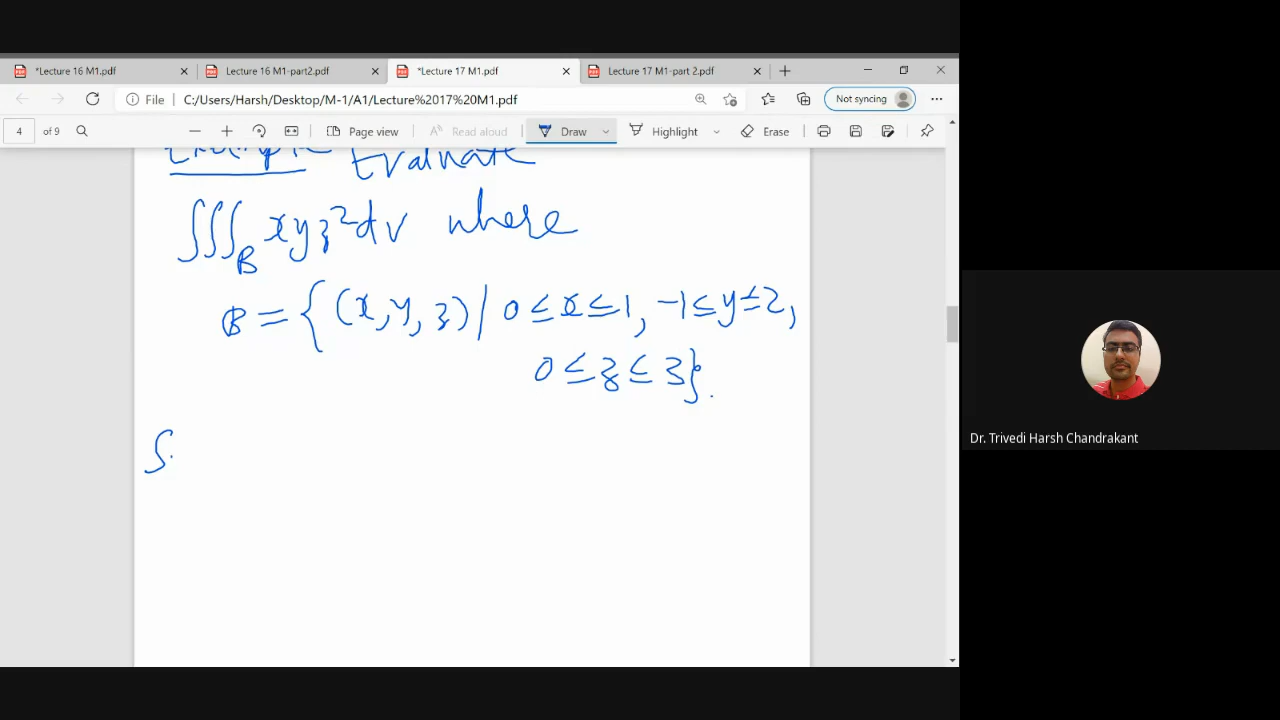 *Lecture 16 M1.pdf Lecture 16 M1-part2.pdf *Lecture 17 M1.pdf Lecture 17 M1-part 2.pdf
File C:/Users/Harsh/Desktop/M-1/A1/Lecture%2017%20M1.pdf Not syncing
4 of 9 Page view Read aloud Draw Highlight Erase
Example Evaluate
∭_B xyz²dv where
B = {(x,y,z) | 0≤x≤1, -1≤y≤2,
0≤z≤3}.
S
Dr. Trivedi Harsh Chandrakant